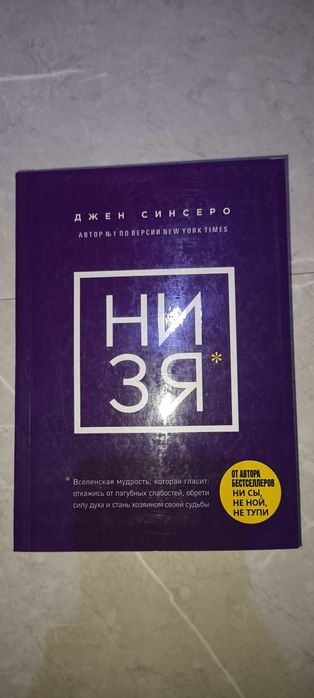 ДЖЕН СИНСЕРО
АВТОР №1 ПО ВЕРСИИ NEW YORK TIMES
НИ
ЗЯ*
* Вселенская мудрость, которая гласит:
откажись от пагубных слабостей, обрети
силу духа и стань хозяином своей судьбы
ОТ АВТОРА
БЕСТСЕЛЛЕРОВ
НИ СЫ,
НЕ НОЙ,
НЕ ТУПИ